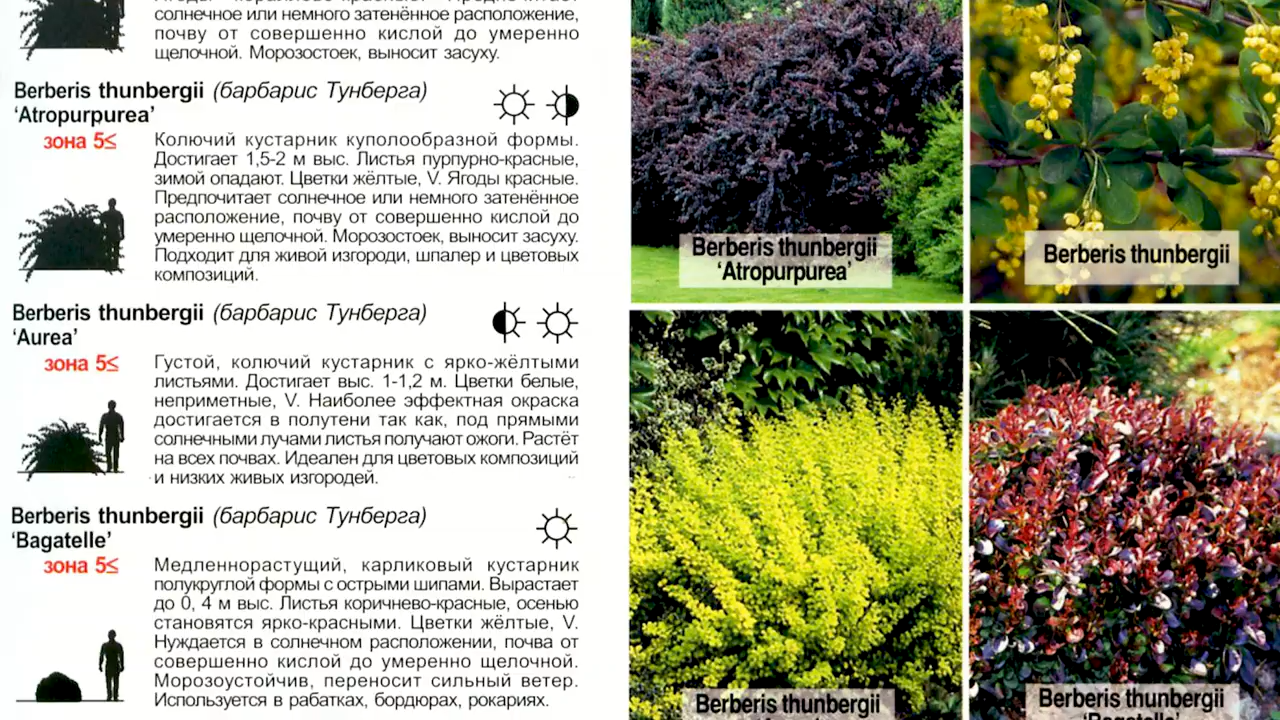 солнечное или немного затенённое расположение,
почву от совершенно кислой до умеренно
щелочной. Морозостоек, выносит засуху.
Berberis thunbergii (барбарис Тунберга)
'Atropurpurea'
зона 5≤
Колючий кустарник куполообразной формы.
Достигает 1,5-2 м выс. Листья пурпурно-красные,
зимой опадают. Цветки жёлтые, V. Ягоды красные.
Предпочитает солнечное или немного затенённое
расположение, почву от совершенно кислой до
умеренно щелочной. Морозостоек, выносит засуху.
Подходит для живой изгороди, шпалер и цветовых
композиций.
Berberis thunbergii (барбарис Тунберга)
'Aurea'
зона 5≤
Густой, колючий кустарник с ярко-жёлтыми
листьями. Достигает выс. 1-1,2 м. Цветки белые,
неприметные, V. Наиболее эффектная окраска
достигается в полутени так как, под прямыми
солнечными лучами листья получают ожоги. Растёт
на всех почвах. Идеален для цветовых композиций
и низких живых изгородей.
Berberis thunbergii (барбарис Тунберга)
'Bagatelle'
зона 5≤
Медленнорастущий, карликовый кустарник
полукруглой формы с острыми шипами. Вырастает
до 0, 4 м выс. Листья коричнево-красные, осенью
становятся ярко-красными. Цветки жёлтые, V.
Нуждается в солнечном расположении, почва от
совершенно кислой до умеренно щелочной.
Морозоустойчив, переносит сильный ветер.
Используется в рабатках, бордюрах, рокариях.
Berberis thunbergii
'Atropurpurea'
Berberis thunbergii
Berberis thunbergii
Berberis thunbergii
'Bagatelle'